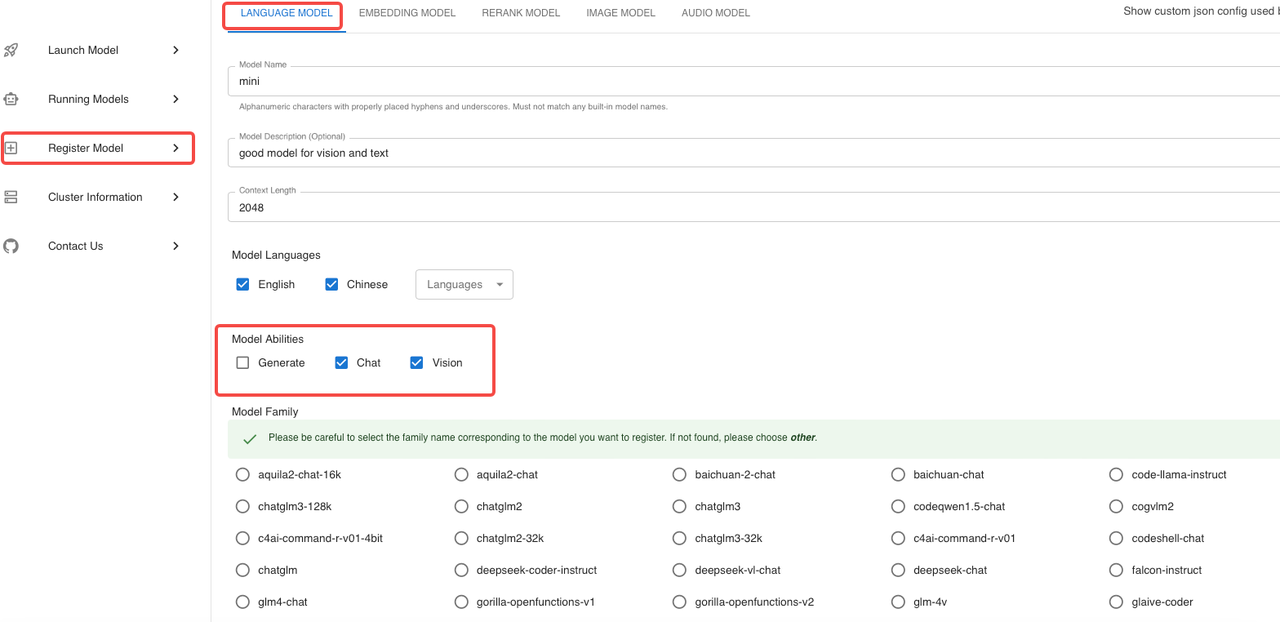 LANGUAGE MODEL EMBEDDING MODEL RERANK MODEL IMAGE MODEL AUDIO MODEL
Show custom json config used
Launch Model
Running Models
Register Model
Cluster Information
Contact Us
Model Name
mini
Alphanumeric characters with properly placed hyphens and underscores. Must not match any built-in model names.
Model Description (Optional)
good model for vision and text
Context Length
2048
Model Languages
English Chinese Languages
Model Abilities
Generate Chat Vision
Model Family
Please be careful to select the family name corresponding to the model you want to register. If not found, please choose other.
aquila2-chat-16k aquila2-chat baichuan-2-chat baichuan-chat code-llama-instruct
chatglm3-128k chatglm2 chatglm3 codeqwen1.5-chat cogvlm2
c4ai-command-r-v01-4bit chatglm2-32k chatglm3-32k c4ai-command-r-v01 codeshell-chat
chatglm deepseek-coder-instruct deepseek-vl-chat deepseek-chat falcon-instruct
glm4-chat gorilla-openfunctions-v1 gorilla-openfunctions-v2 glm-4v glaive-coder